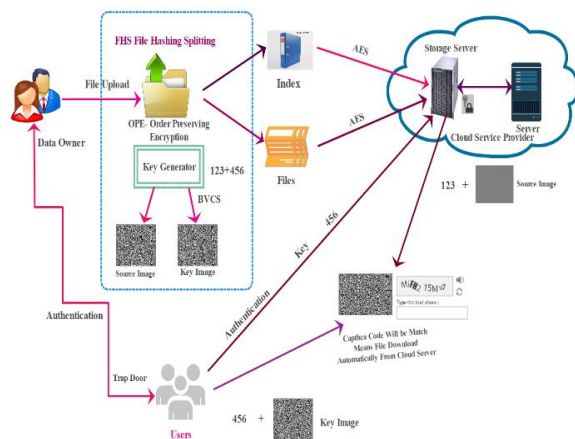 FHS File Hashing Splitting
File Upload
OPE- Order Preserving
Encryption
Data Owner
Key Generator
123+456
BVCS
Source Image
Key Image
Index
Files
AES
AES
Storage Server
Server
Cloud Service Provider
123 +
Source Image
Authentication
Key
456
Authentication
Trap Door
Users
456 +
Key Image
Type the text above:
Capthca Code Will be Match
Means File Download
Automatically From Cloud Server